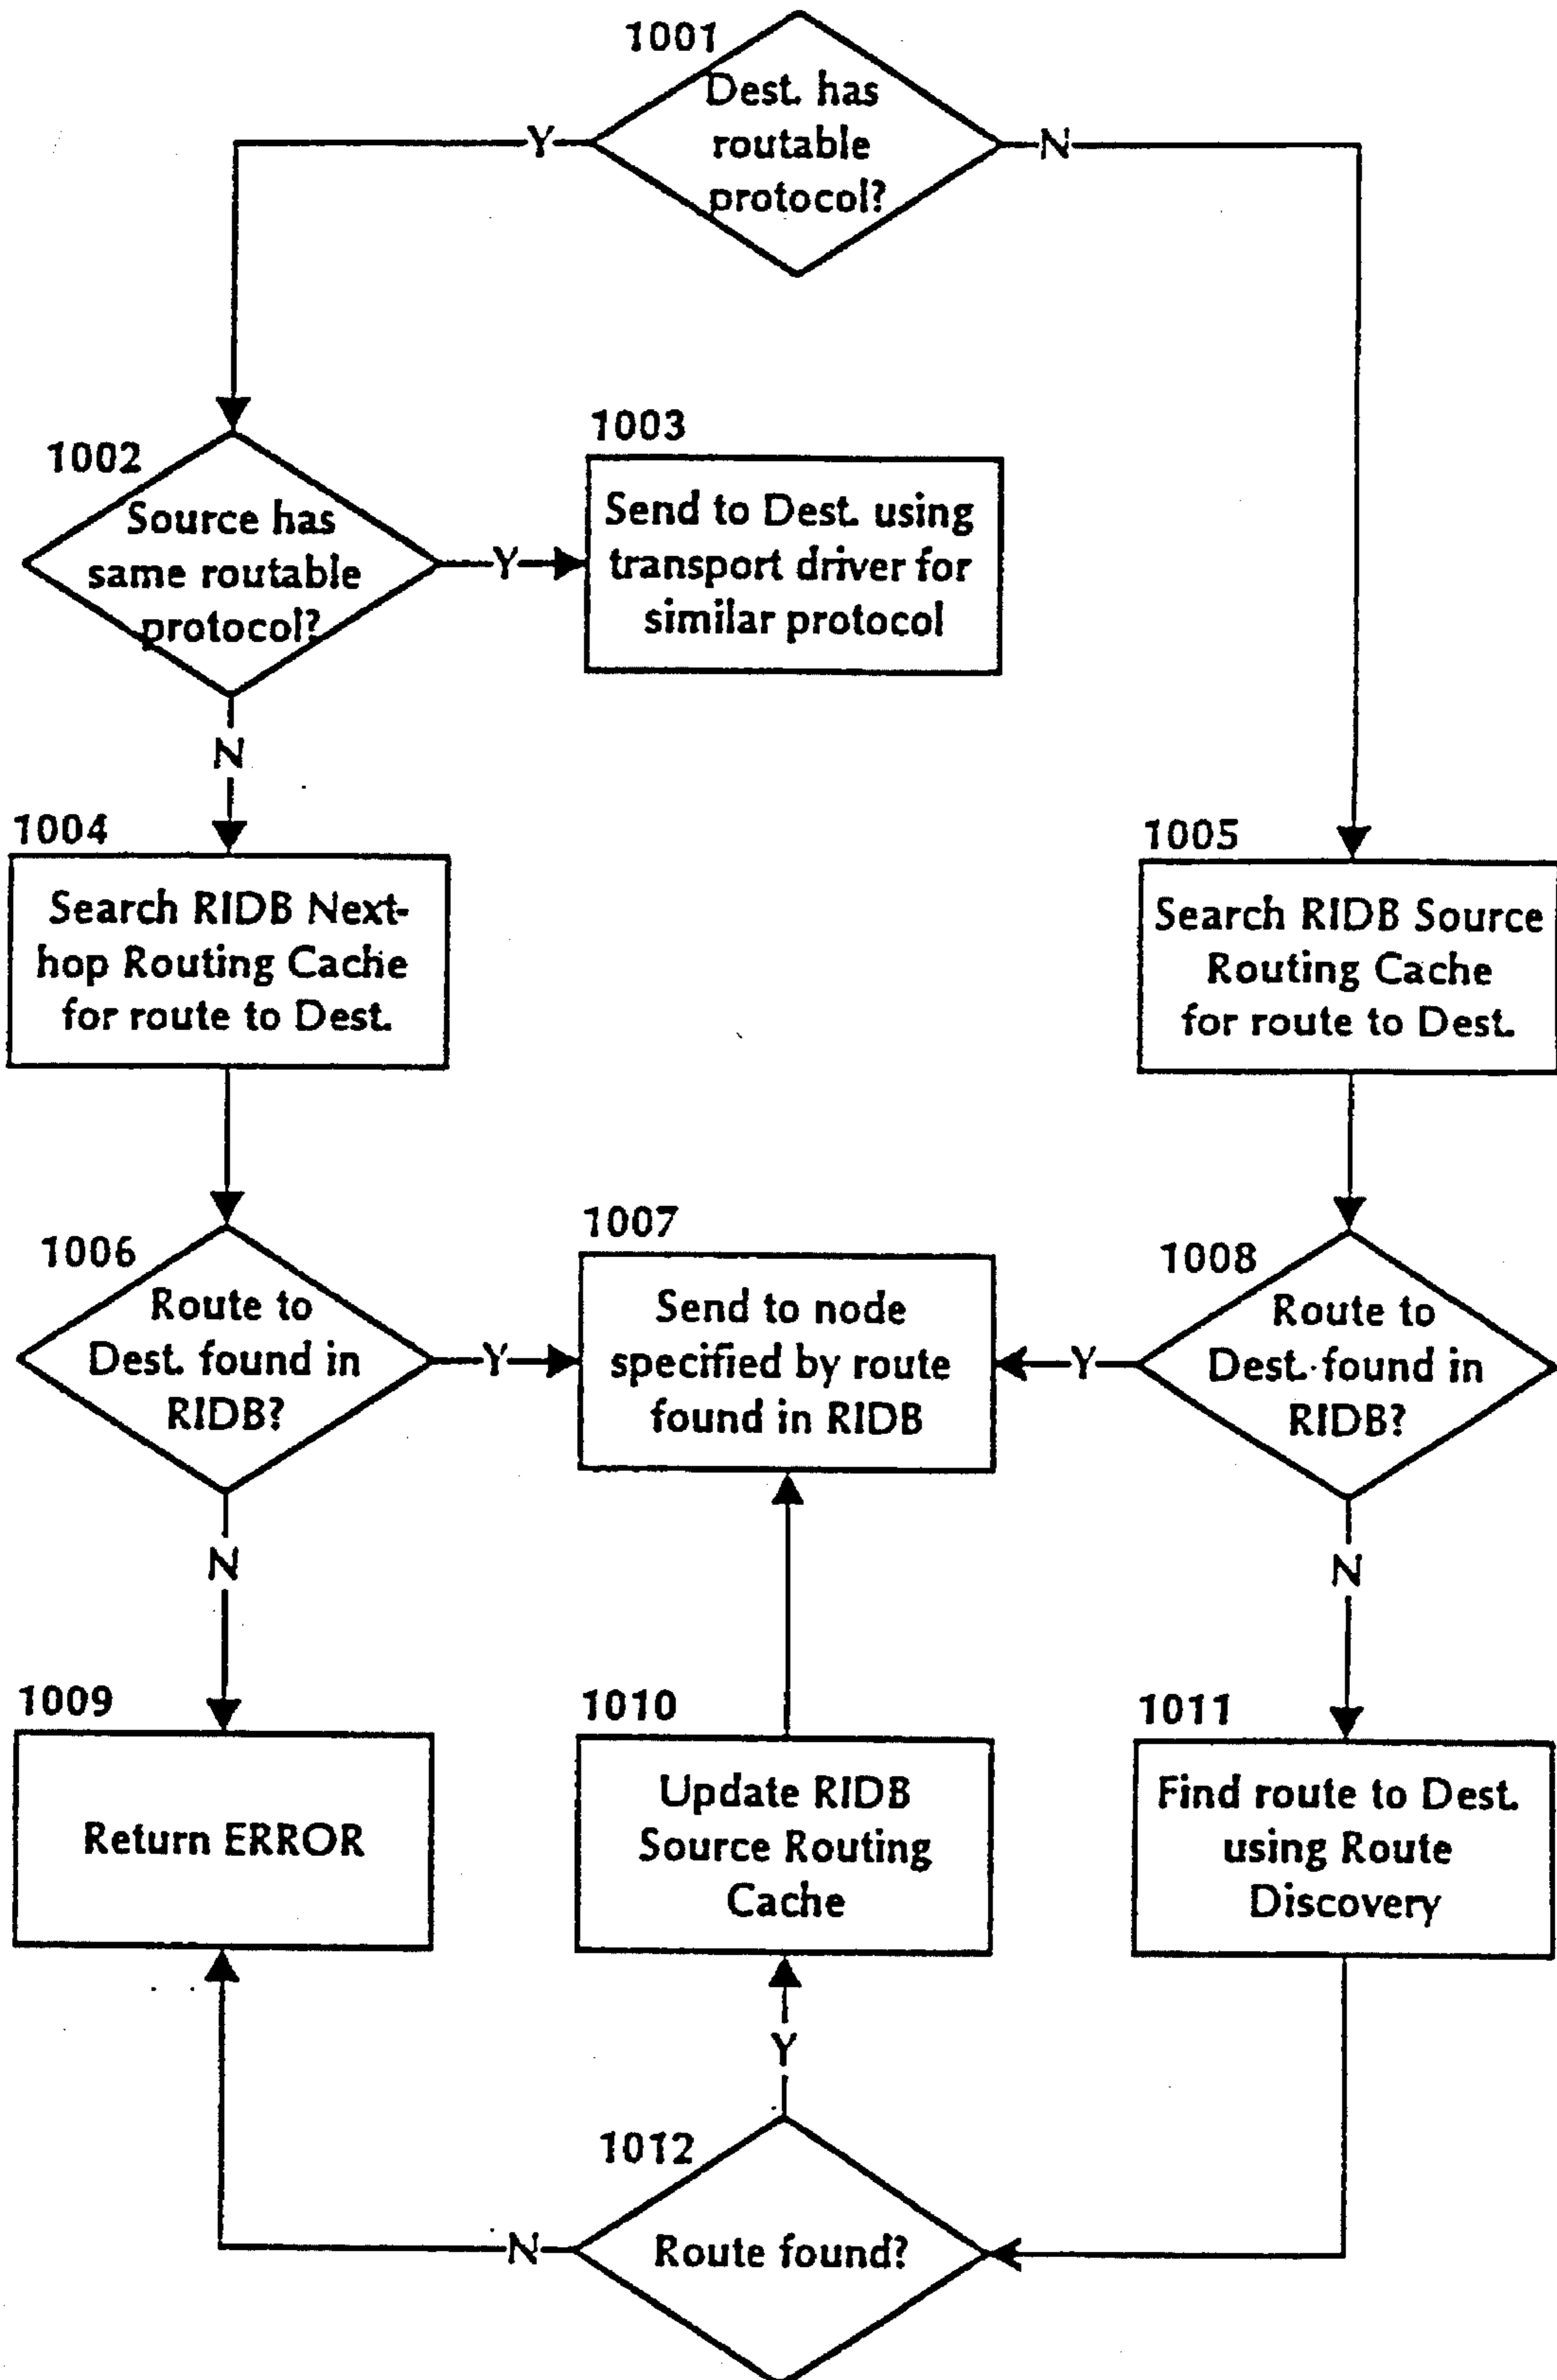 1001
Dest. has
routable
protocol?
Y
N
1002
Source has
same routable
protocol?
Y
N
1003
Send to Dest. using
transport driver for
similar protocol
1004
Search RIDB Next-
hop Routing Cache
for route to Dest.
1005
Search RIDB Source
Routing Cache
for route to Dest.
1006
Route to
Dest. found in
RIDB?
Y
N
1007
Send to node
specified by route
found in RIDB
1008
Route to
Dest. found in
RIDB?
Y
N
1009
Return ERROR
1010
Update RIDB
Source Routing
Cache
1011
Find route to Dest.
using Route
Discovery
Y
1012
Route found?
N